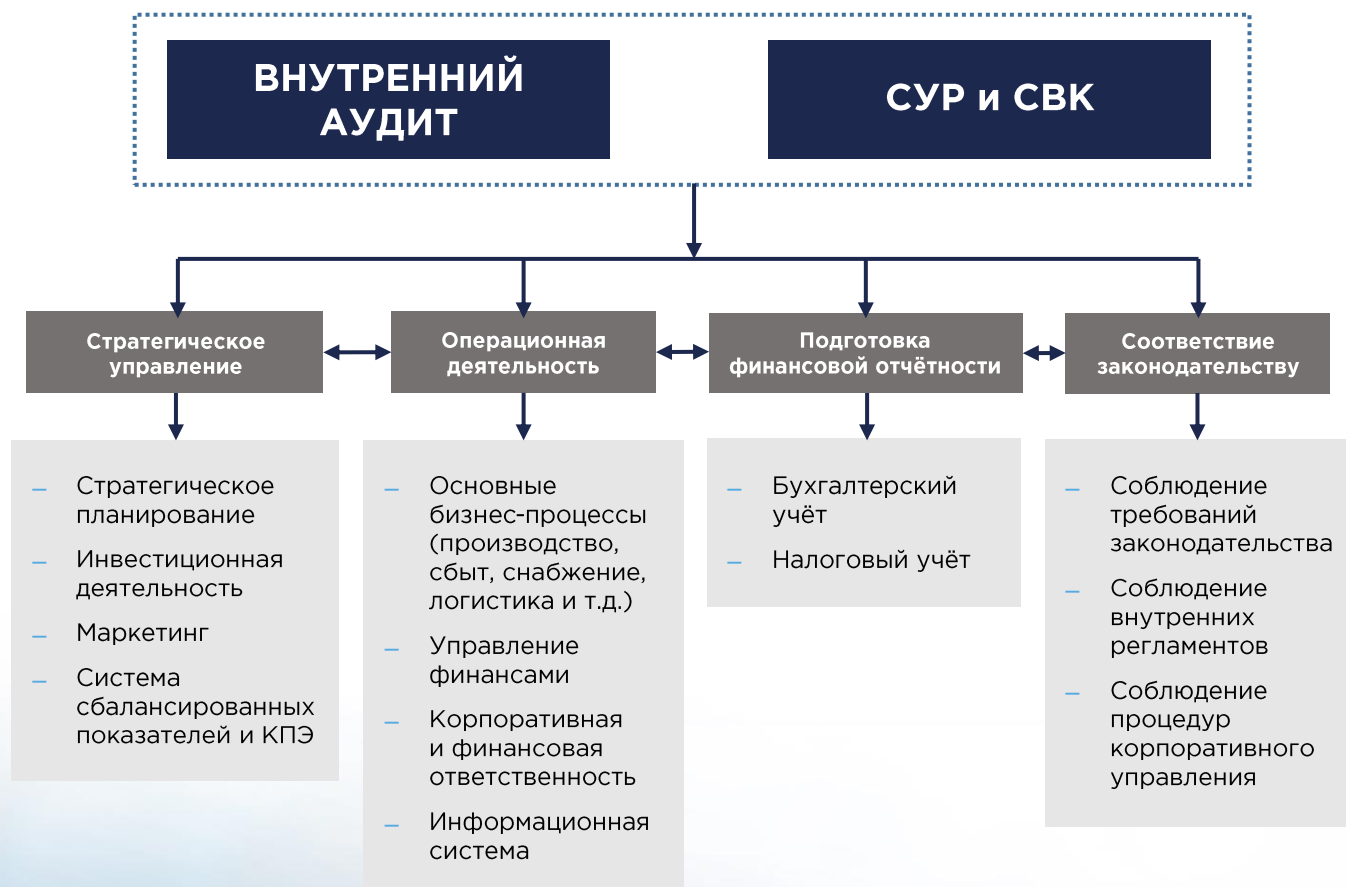 ВНУТРЕННИЙ
АУДИТ
СУР и СВК
Стратегическое
управление
Операционная
деятельность
Подготовка
финансовой отчётности
Соответствие
законодательству
– Стратегическое
планирование
– Инвестиционная
деятельность
– Маркетинг
– Система
сбалансированных
показателей и КПЭ
– Основные
бизнес-процессы
(производство,
сбыт, снабжение,
логистика и т.д.)
– Управление
финансами
– Корпоративная
и финансовая
ответственность
– Информационная
система
– Бухгалтерский
учёт
– Налоговый учёт
– Соблюдение
требований
законодательства
– Соблюдение
внутренних
регламентов
– Соблюдение
процедур
корпоративного
управления